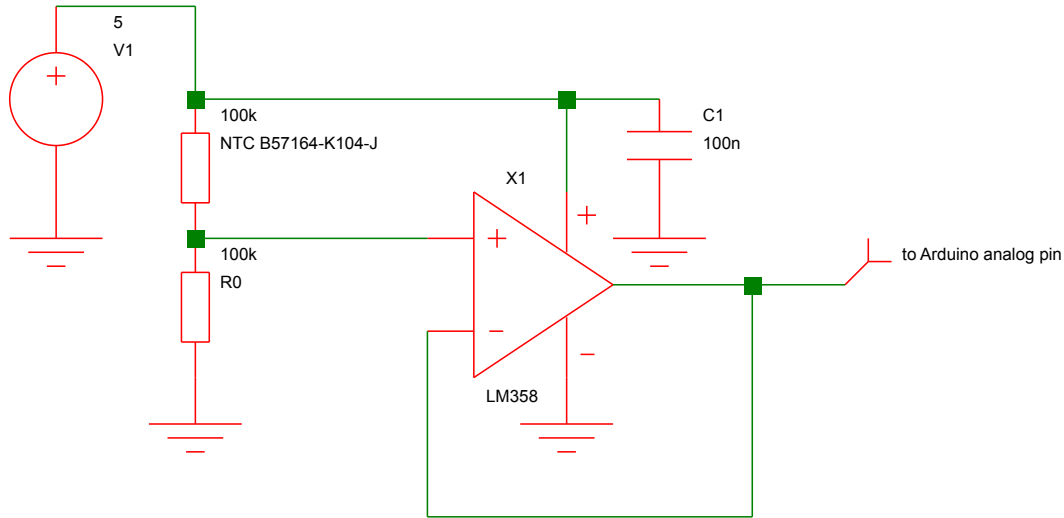 5
V1
100k
NTC B57164-K104-J
C1
100n
X1
100k
R0
to Arduino analog pin
LM358